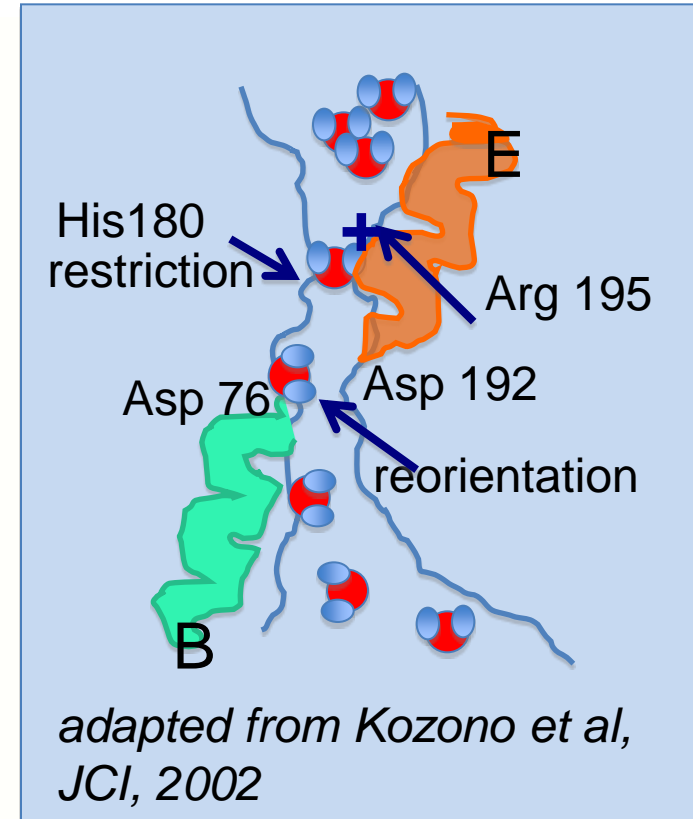 E
His180
restriction
+
Arg 195
Asp 76
Asp 192
reorientation
B
adapted from Kozono et al,
JCI, 2002